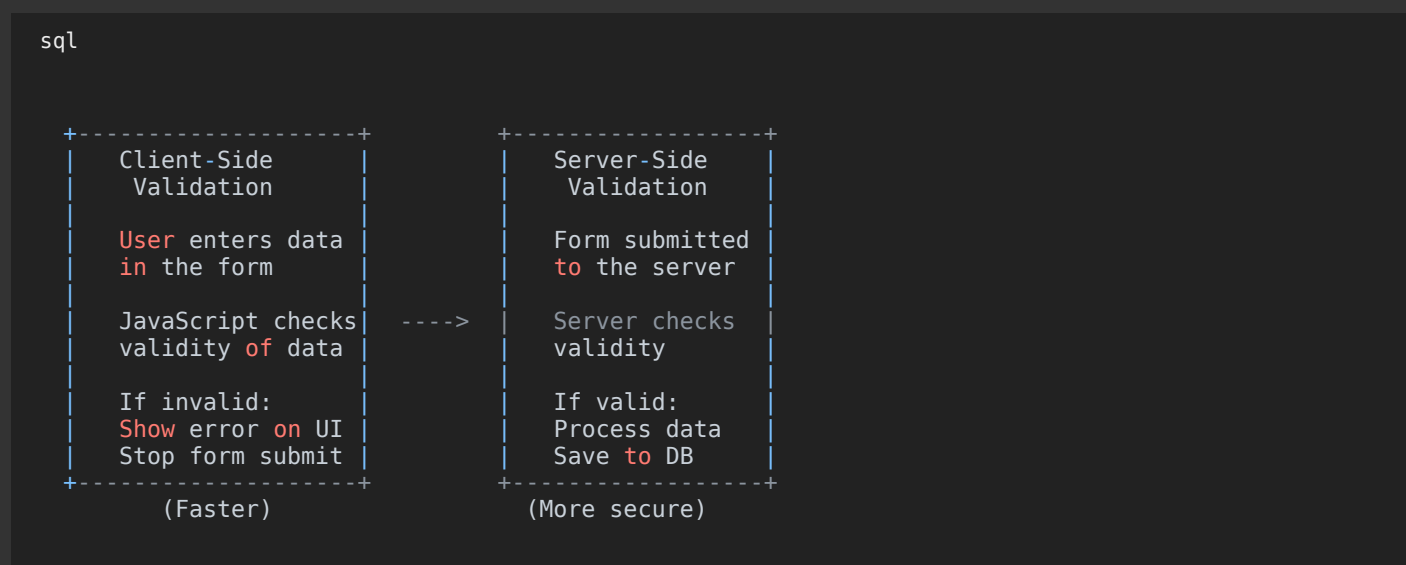 sql
+--------------------+         +------------------+
|   Client-Side      |         |   Server-Side    |
|    Validation      |         |    Validation    |
|                    |         |                  |
|   User enters data |         |   Form submitted |
|   in the form      |         |   to the server  |
|                    |         |                  |
|   JavaScript checks|  ---->  |   Server checks  |
|   validity of data |         |   validity       |
|                    |         |                  |
|   If invalid:      |         |   If valid:      |
|   Show error on UI |         |   Process data   |
|   Stop form submit |         |   Save to DB     |
+--------------------+         +------------------+
       (Faster)                  (More secure)